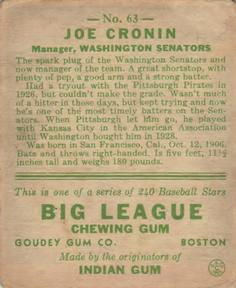 No. 63
JOE CRONIN
Manager, WASHINGTON SENATORS
The spark plug of the Washington Senators and
now manager of the team. A great shortstop, with
plenty of pep, a good arm and a strong batter.
Had a tryout with the Pittsburgh Pirates in
1926, but couldn't make the grade. Wasn't much
of a hitter in those days, but kept trying and now
he's one of the most timely batters on the Sen-
ators. When Pittsburgh let him go, he played
with Kansas City in the American Association
until Washington bought him in 1928.
Was born in San Francisco, Cal., Oct. 12, 1906.
Bats and throws right-handed. Is five feet, 11½
inches tall and weighs 180 pounds.
This is one of a series of 240 Baseball Stars
BIG LEAGUE
CHEWING GUM
GOUDEY GUM CO. BOSTON
Made by the originators of
INDIAN GUM